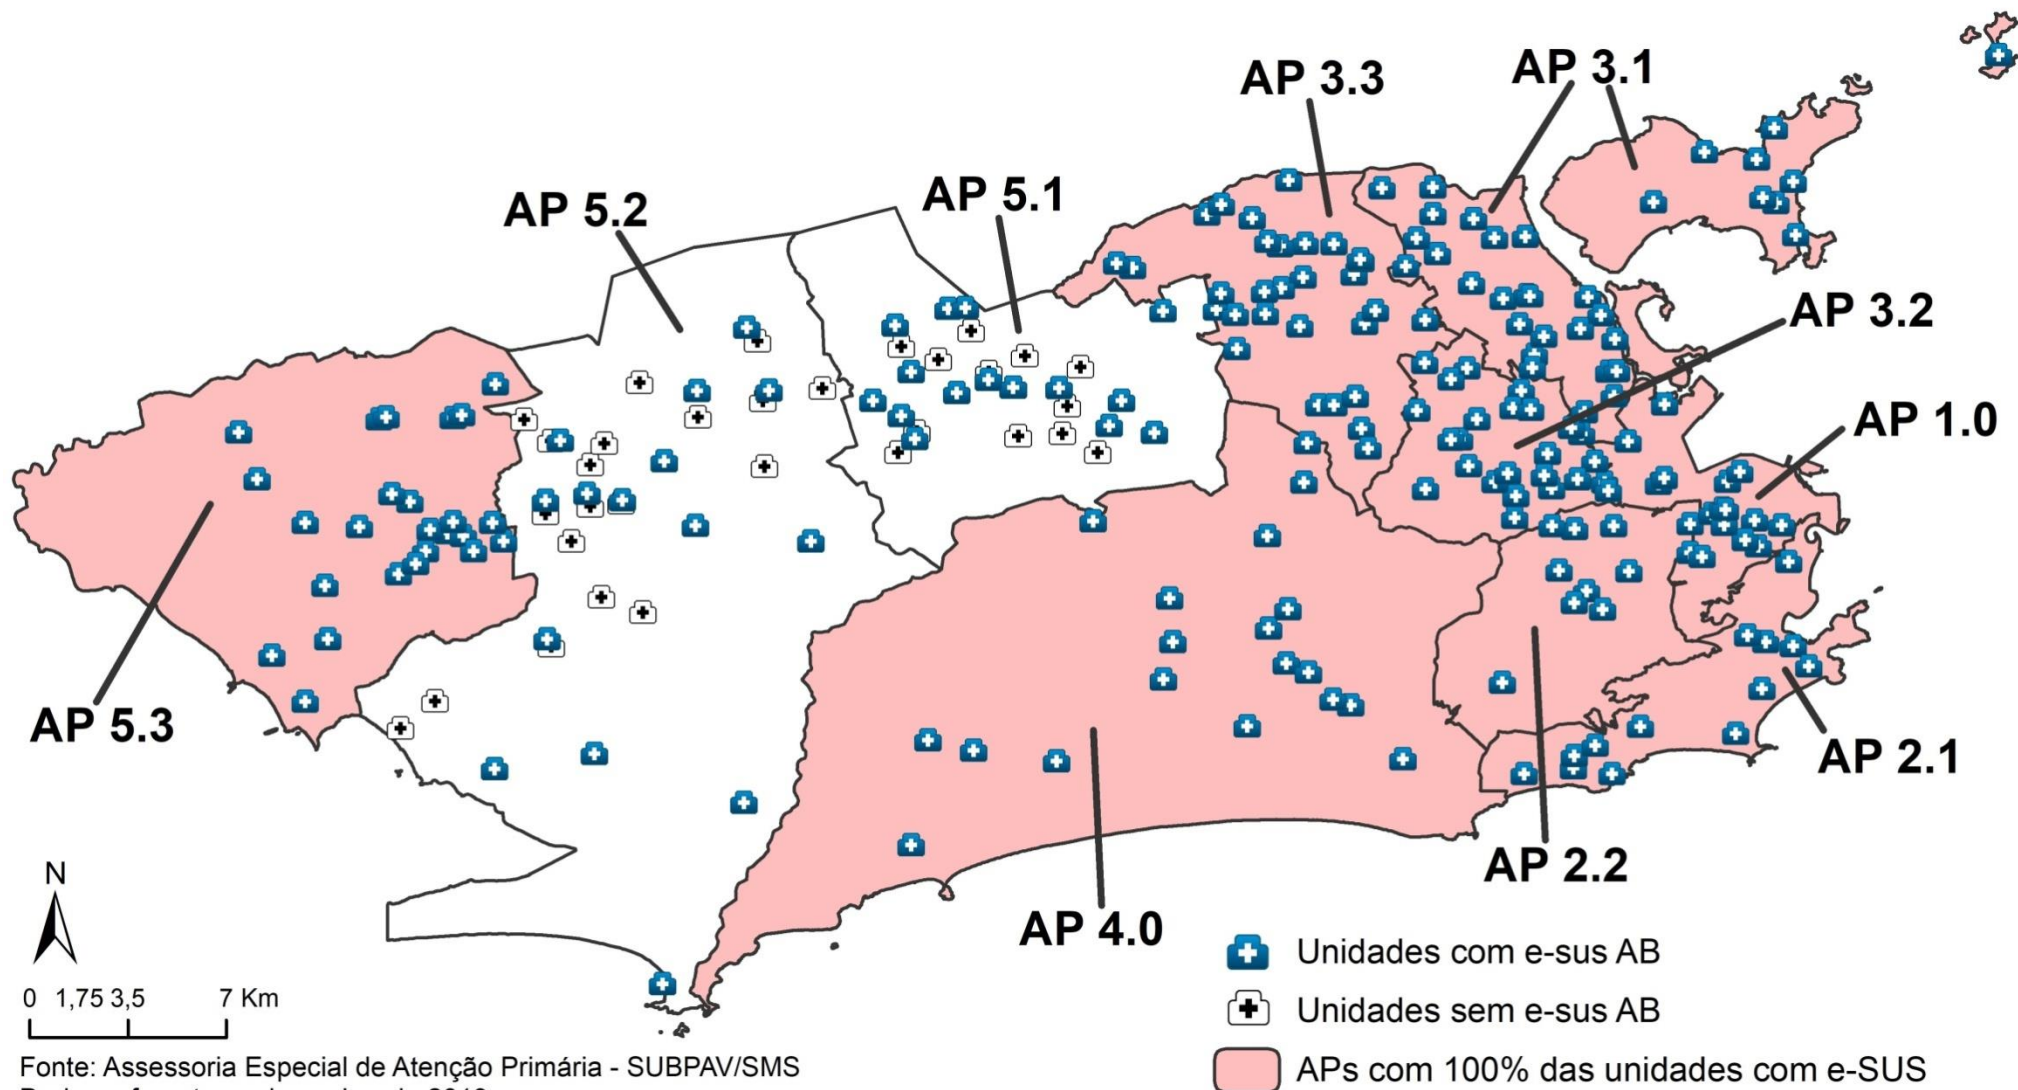 AP 3.1
AP 3.3
AP 5.1
AP 5.2
AP 3.2
AP 1.0
AP 5.3
AP 2.1
AP 2.2
AP 4.0
N
0 1,75 3,5 7 Km
Unidades com e-sus AB
Unidades sem e-sus AB
APs com 100% das unidades com e-SUS
Fonte: Assessoria Especial de Atenção Primária - SUBPAV/SMS